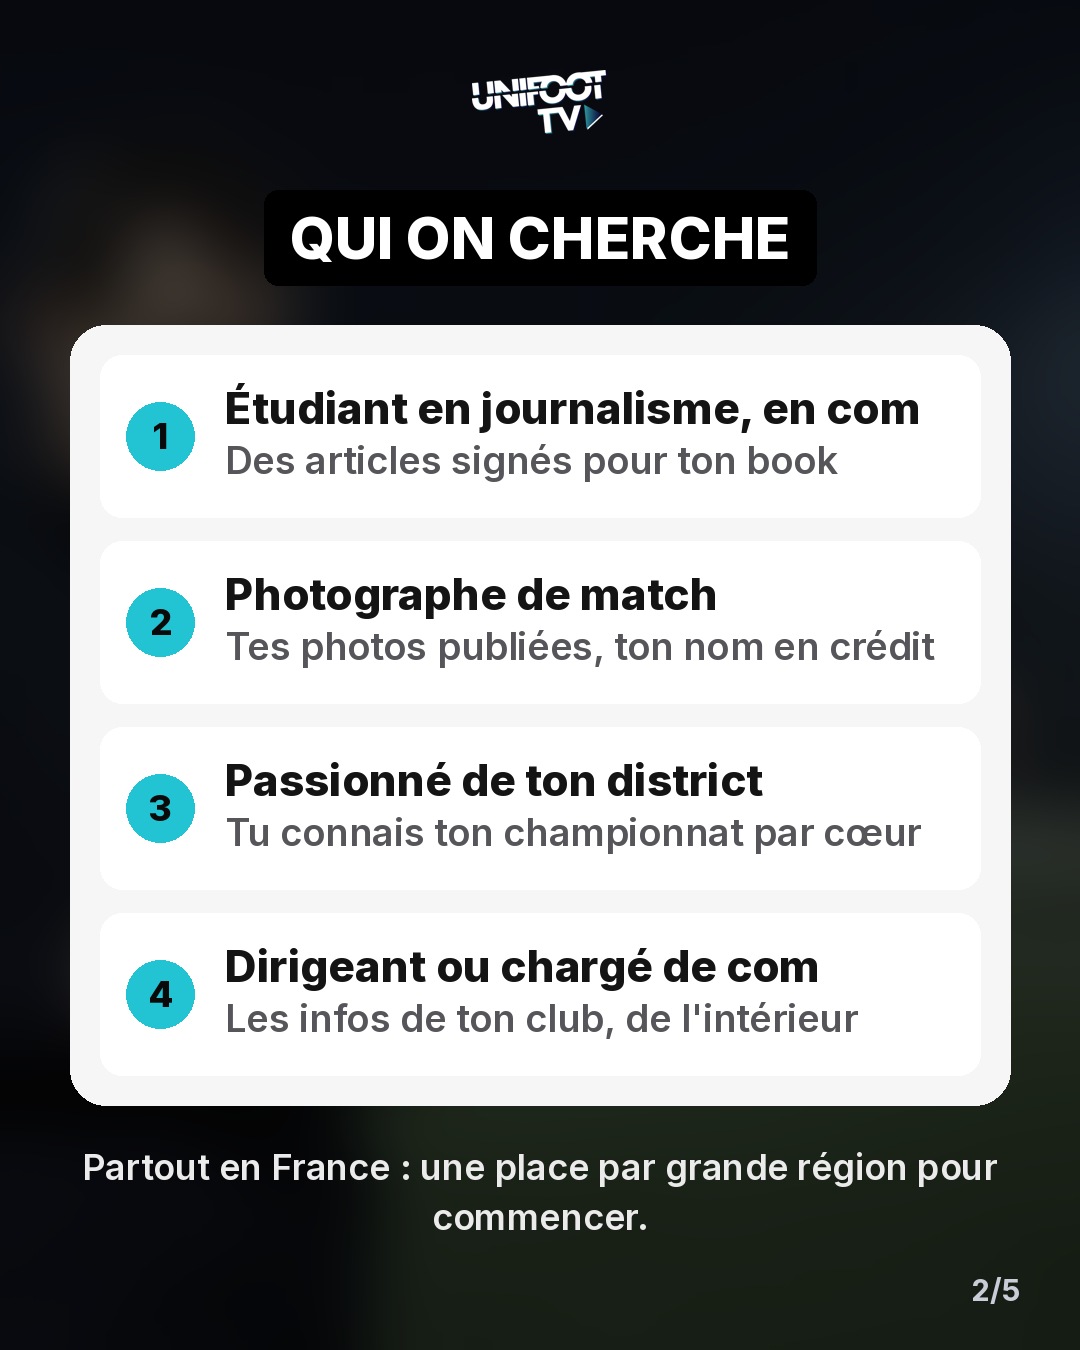 UNIFOOT
TV
QUI ON CHERCHE
1
Étudiant en journalisme, en com
Des articles signés pour ton book
2
Photographe de match
Tes photos publiées, ton nom en crédit
3
Passionné de ton district
Tu connais ton championnat par cœur
4
Dirigeant ou chargé de com
Les infos de ton club, de l'intérieur
Partout en France : une place par grande région pour
commencer.
2/5